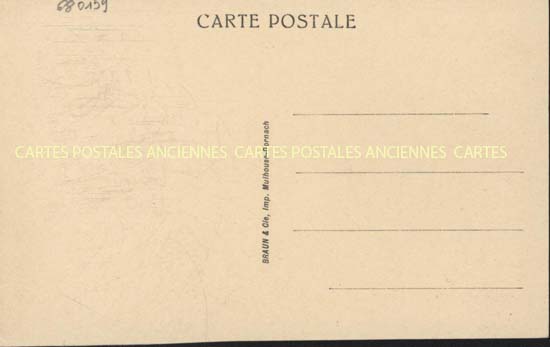 680159
CARTE POSTALE
CARTES POSTALES ANCIENNES CARTES POSTALES ANCIENNES CARTES
BRAUN & Cie, Imp. Mulhouse-Dornach